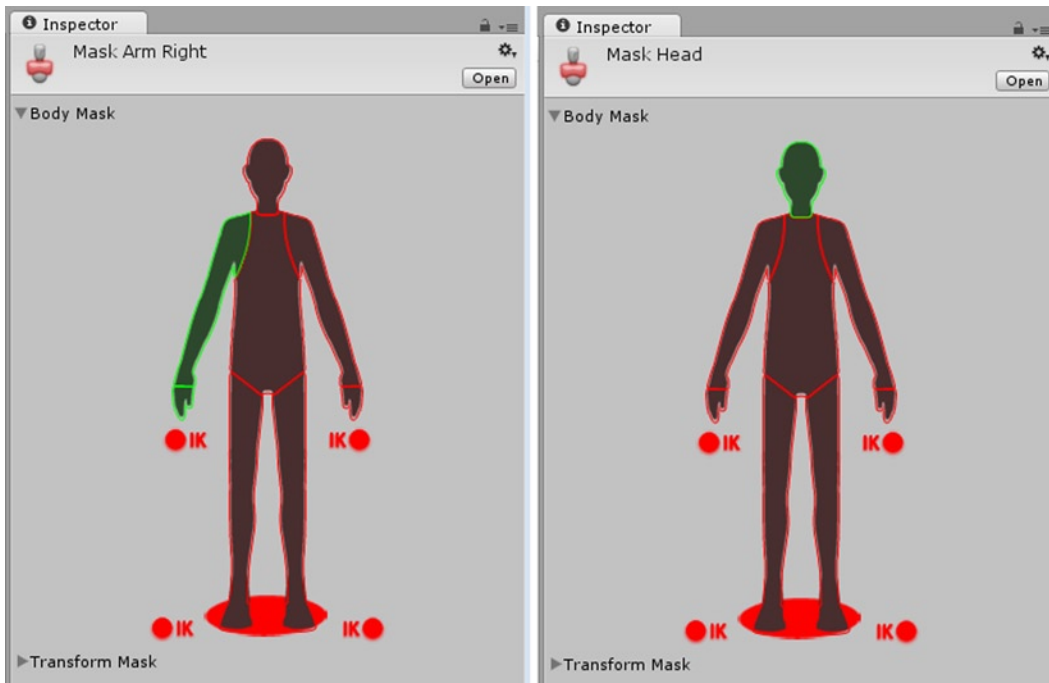 Inspector
Mask Arm Right
Open
Body Mask
IK
IK
IK
IK
Transform Mask
Inspector
Mask Head
Open
Body Mask
IK
IK
IK
IK
Transform Mask